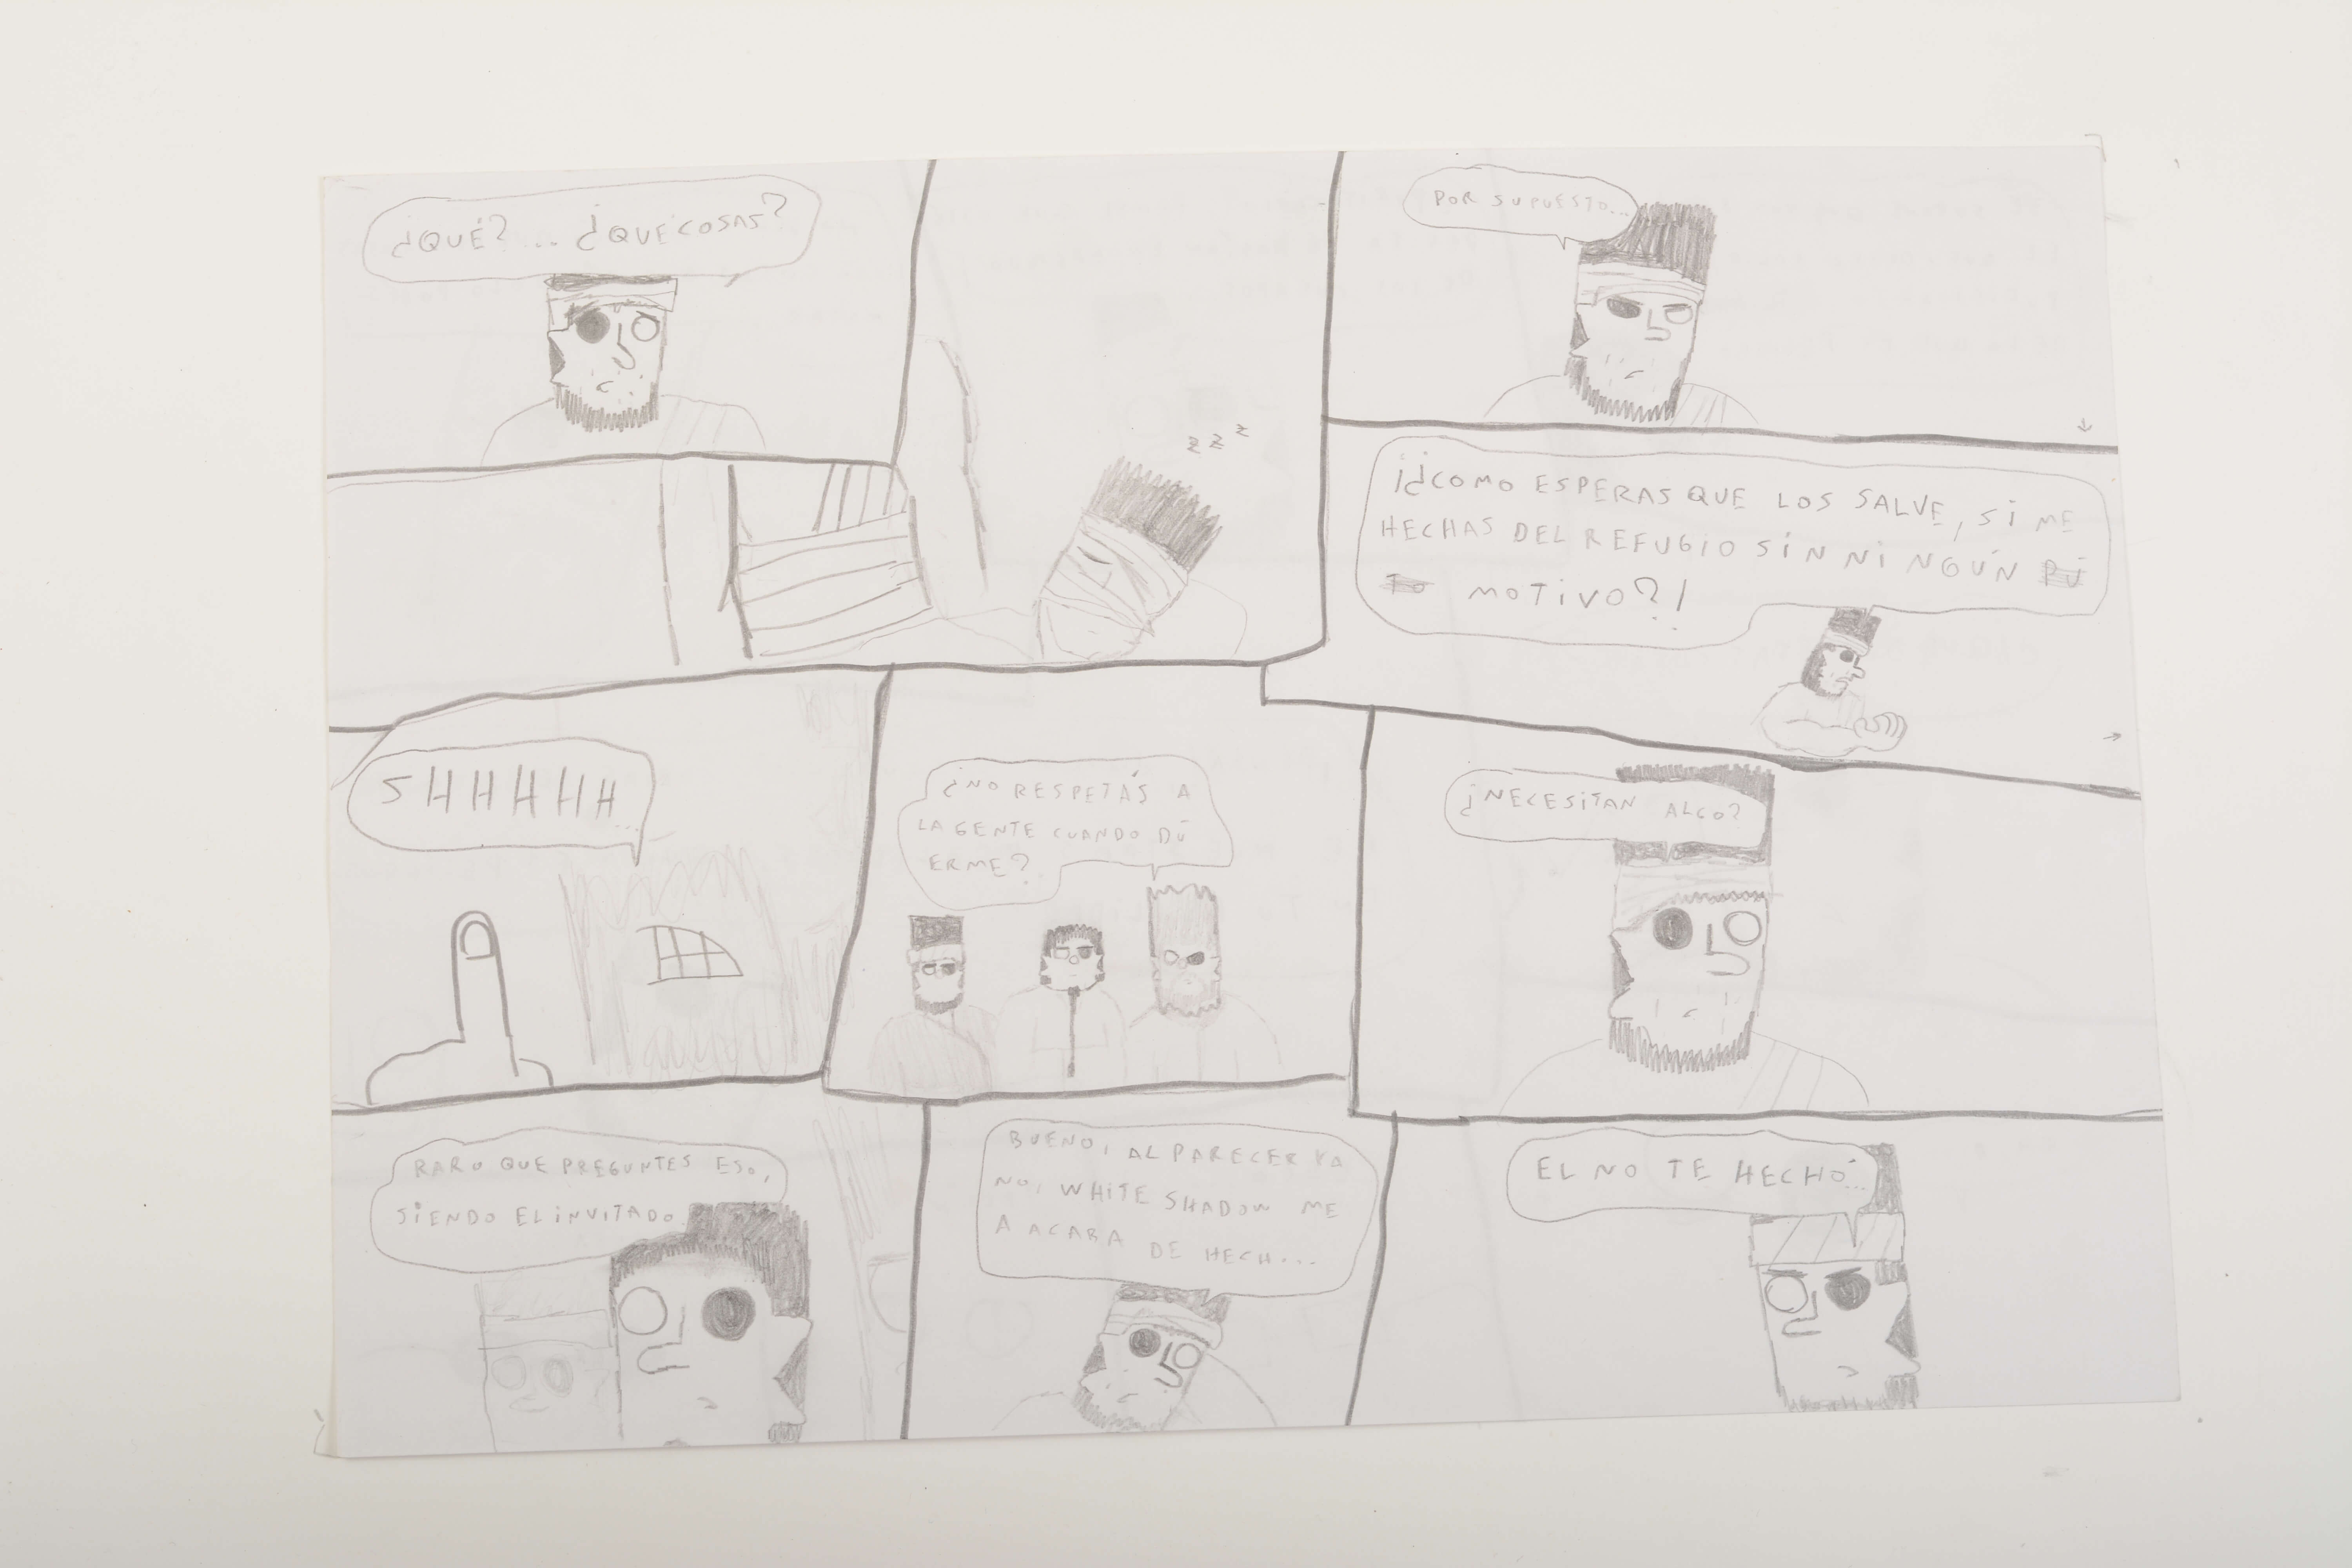 ¿QUÉ?... ¿QUÉ COSAS?
z z z
POR SUPUESTO...
¡¿COMO ESPERAS QUE LOS SALVE, SI ME
HECHAS DEL REFUGIO SIN NINGÚN
MOTIVO?!
SHHHHH...
¿NO RESPETÁS A
LA GENTE CUANDO DÚ
ERME?
¿NECESITAN ALGO?
RARO QUE PREGUNTES ESO,
SIENDO EL INVITADO.
BUENO, AL PARECER YA
NO, WHITE SHADOW ME
A ACABA DE HECH...
EL NO TE HECHÓ...